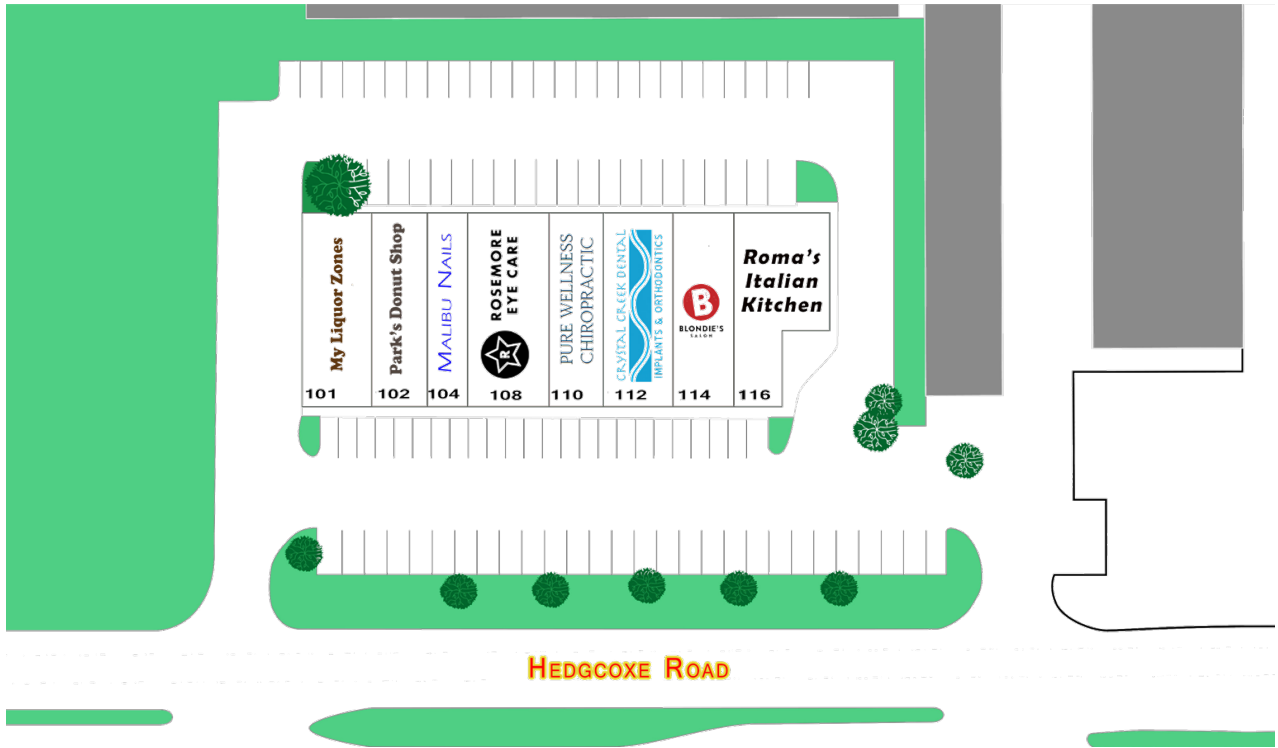 My Liquor Zones
101
Park's Donut Shop
102
MALIBU NAILS
104
ROSEMORE
EYE CARE
R
108
PURE WELLNESS
CHIROPRACTIC
110
CRYSTAL CREEK DENTAL
IMPLANTS & ORTHODONTICS
112
B
BLONDIE'S
SALON
114
Roma's
Italian
Kitchen
116
HEDGCOXE ROAD